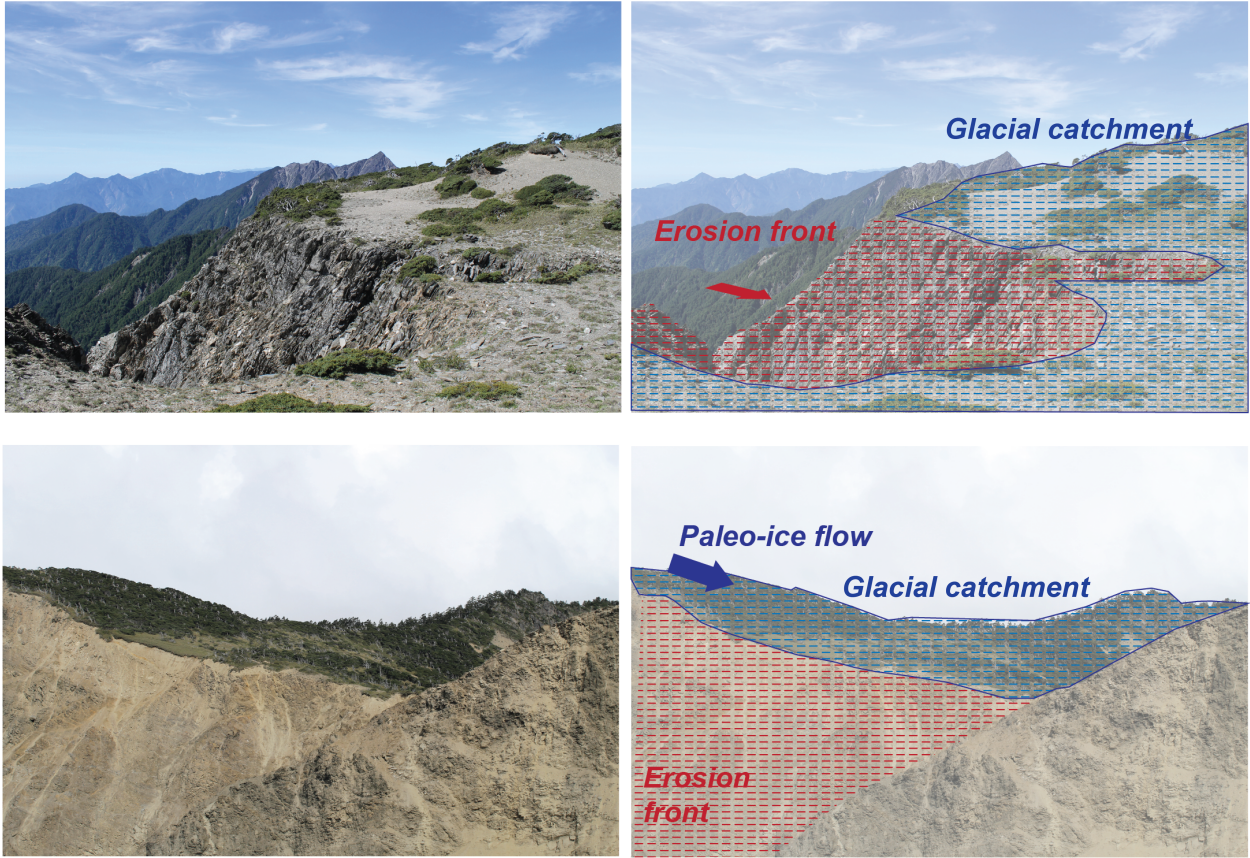 Glacial catchment
Erosion front
Paleo-ice flow
Glacial catchment
Erosion
front